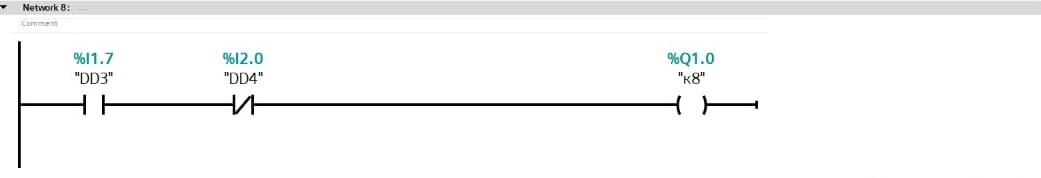 Network 8: ....
Comment
%I1.7 %I2.0 %Q1.0
"DD3" "DD4" "к8"